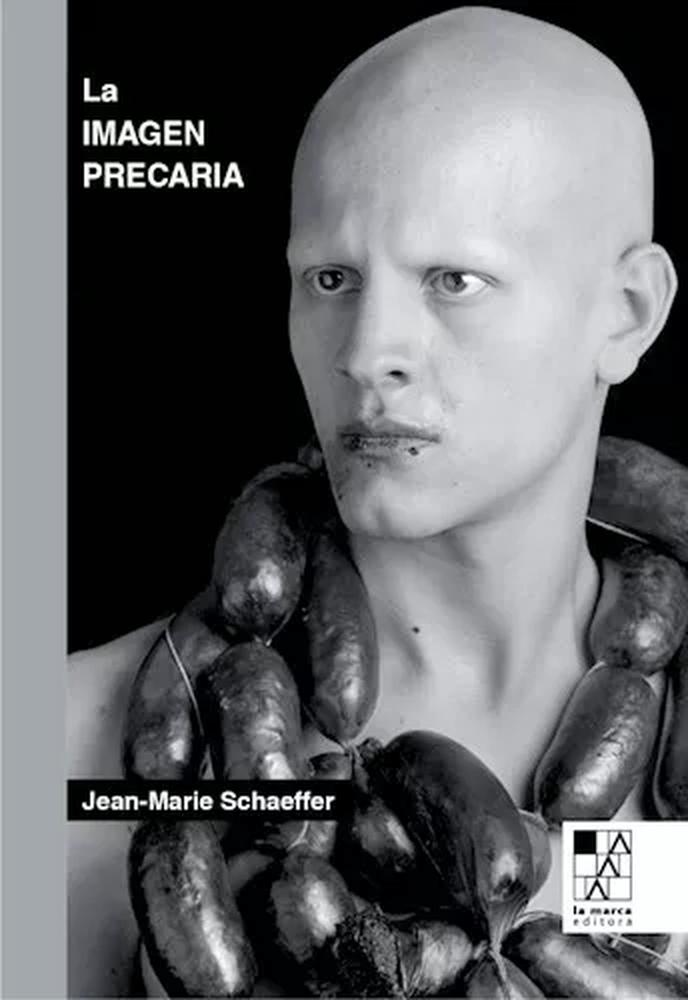 La
IMAGEN
PRECARIA
Jean-Marie Schaeffer
la marca
editora